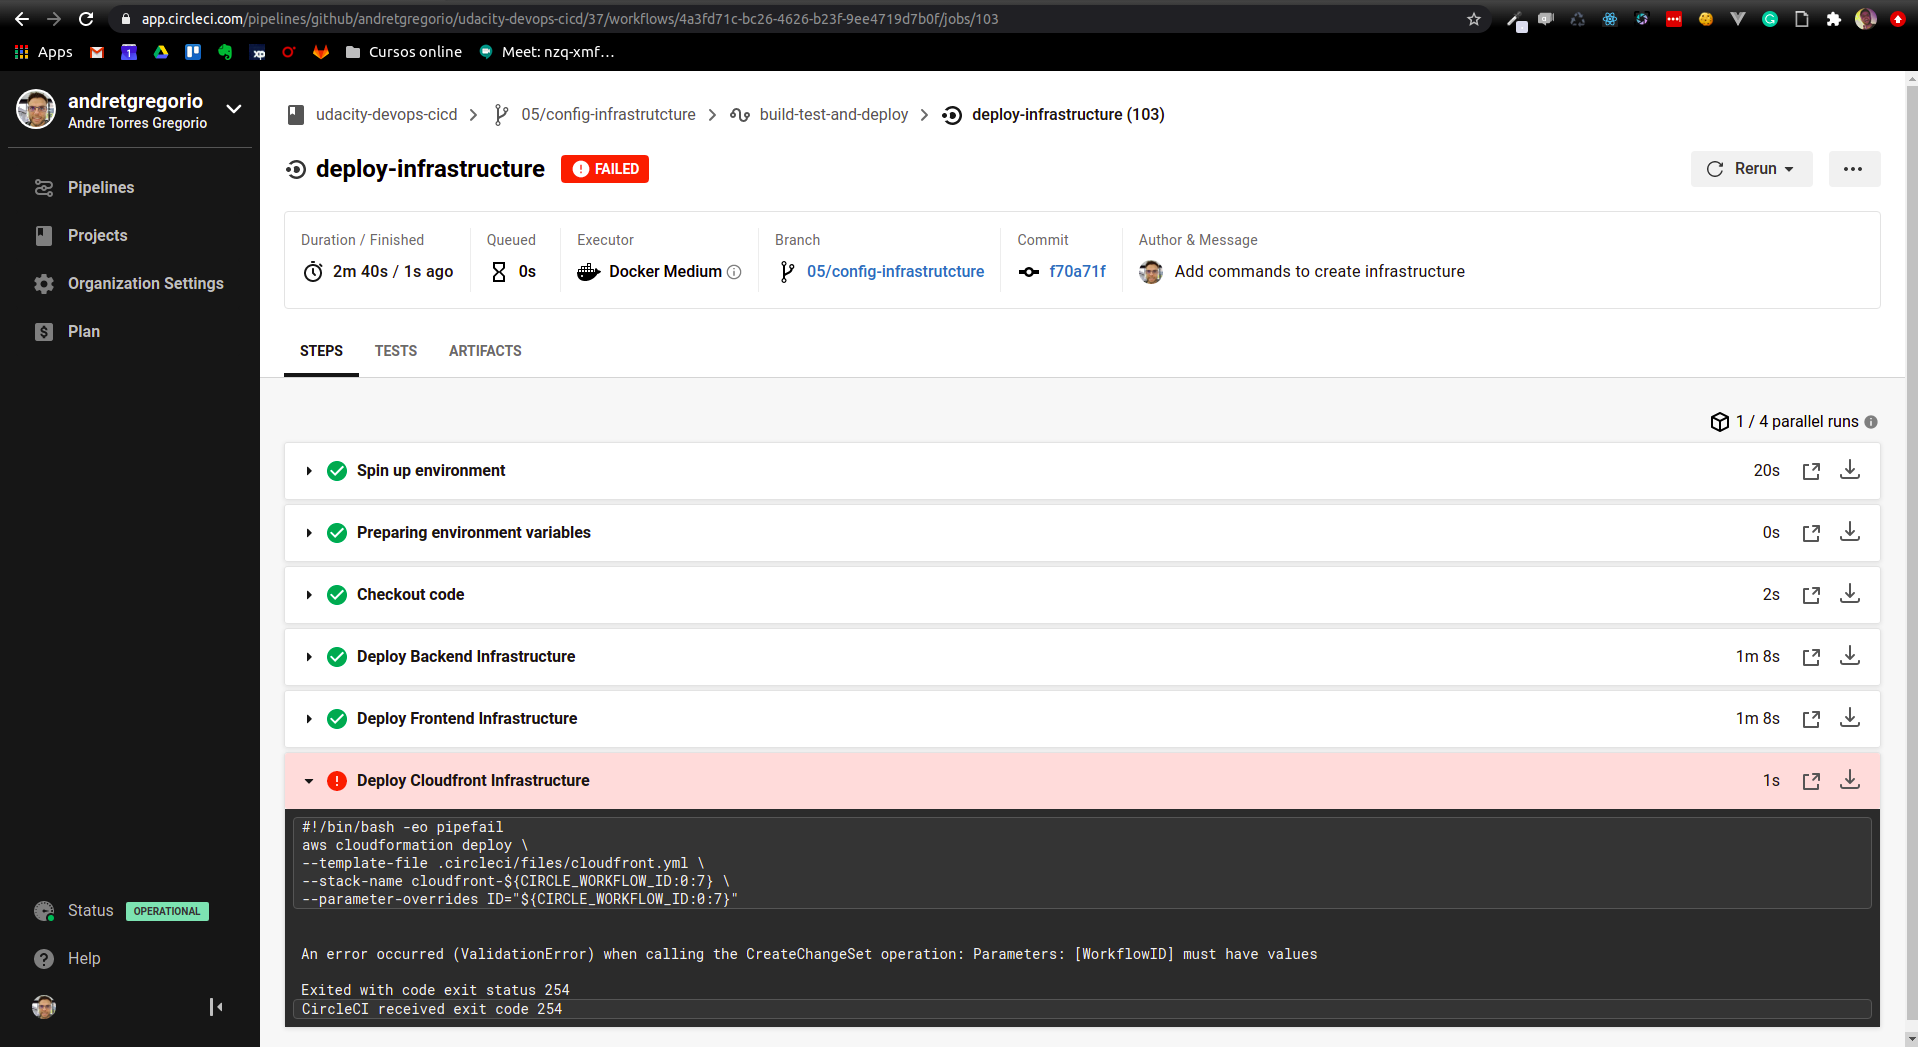 app.circleci.com/pipelines/github/andretgregorio/udacity-devops-cicd/37/workflows/4a3fd71c-bc26-4626-b23f-9ee4719d7b0f/jobs/103
Apps
1
xp
Cursos online
Meet: nzq-xmf…
andretgregorio
Andre Torres Gregorio
Pipelines
Projects
Organization Settings
Plan
Status OPERATIONAL
Help
udacity-devops-cicd
05/config-infrastrutcture
build-test-and-deploy
deploy-infrastructure (103)
deploy-infrastructure
FAILED
Rerun
Duration / Finished
2m 40s / 1s ago
Queued
0s
Executor
Docker Medium
Branch
05/config-infrastrutcture
Commit
f70a71f
Author & Message
Add commands to create infrastructure
STEPS TESTS ARTIFACTS
1 / 4 parallel runs
Spin up environment 20s
Preparing environment variables 0s
Checkout code 2s
Deploy Backend Infrastructure 1m 8s
Deploy Frontend Infrastructure 1m 8s
Deploy Cloudfront Infrastructure 1s
#!/bin/bash -eo pipefail
aws cloudformation deploy \
--template-file .circleci/files/cloudfront.yml \
--stack-name cloudfront-${CIRCLE_WORKFLOW_ID:0:7} \
--parameter-overrides ID="${CIRCLE_WORKFLOW_ID:0:7}"
An error occurred (ValidationError) when calling the CreateChangeSet operation: Parameters: [WorkflowID] must have values
Exited with code exit status 254
CircleCI received exit code 254